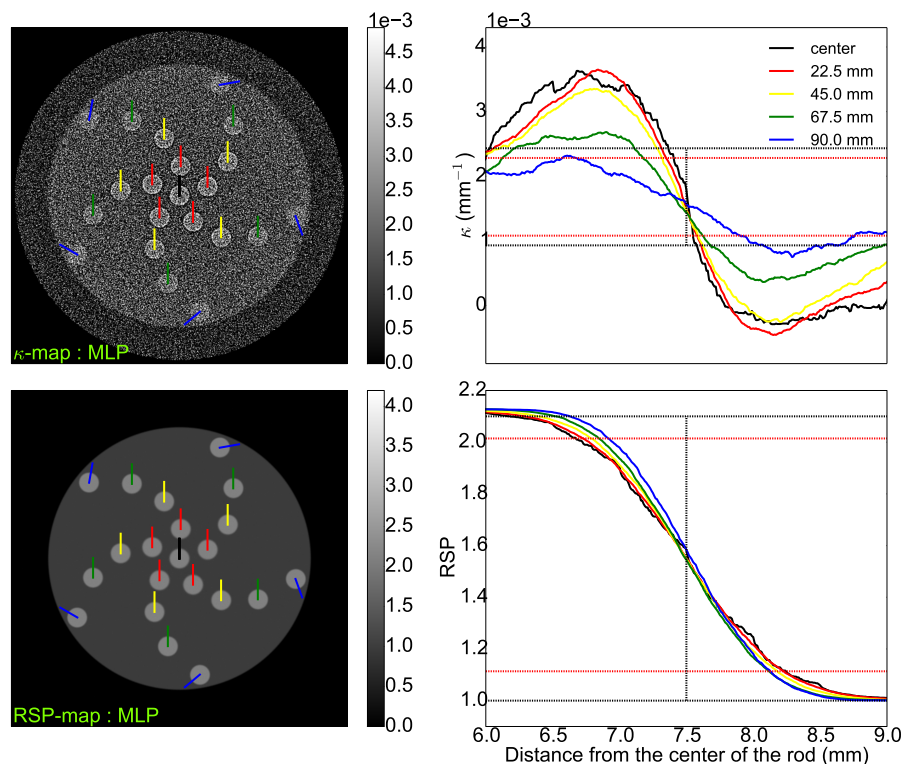 1e−3
4.5
4.0
3.5
3.0
2.5
2.0
1.5
1.0
0.5
0.0
κ-map : MLP
1e−3
4
3
2
1
0
κ (mm⁻¹)
center
22.5 mm
45.0 mm
67.5 mm
90.0 mm
4.0
3.5
3.0
2.5
2.0
1.5
1.0
0.5
0.0
RSP-map : MLP
2.2
2.0
1.8
1.6
1.4
1.2
1.0
RSP
6.0 6.5 7.0 7.5 8.0 8.5 9.0
Distance from the center of the rod (mm)